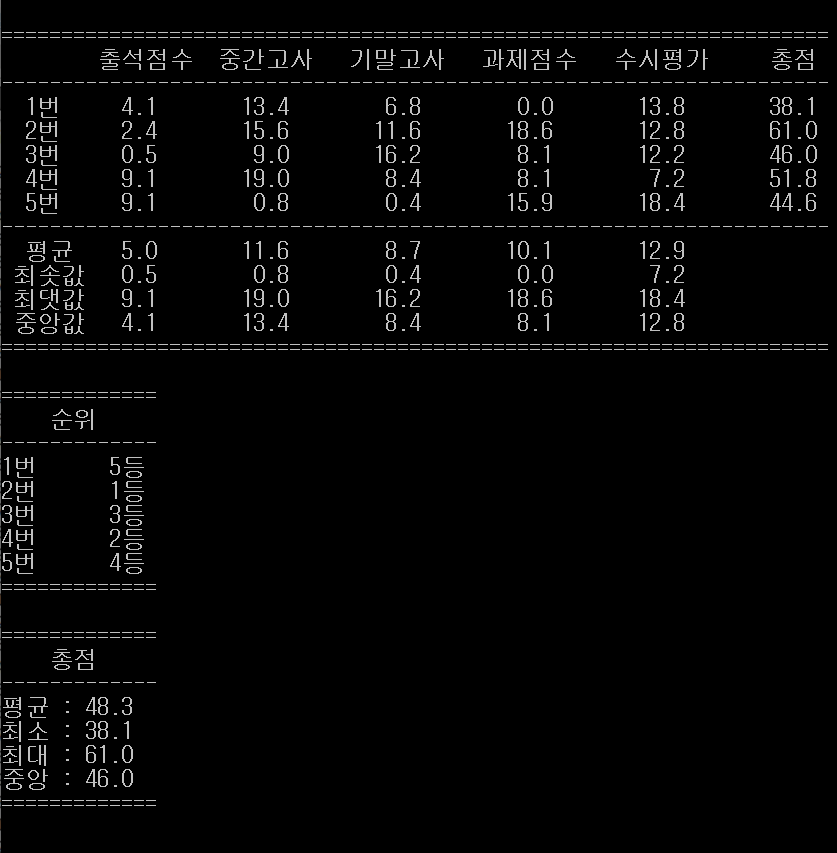 =====================================================================
출석점수 중간고사 기말고사 과제점수 수시평가 총점
---------------------------------------------------------------------
1번 4.1 13.4 6.8 0.0 13.8 38.1
2번 2.4 15.6 11.6 18.6 12.8 61.0
3번 0.5 9.0 16.2 8.1 12.2 46.0
4번 9.1 19.0 8.4 8.1 7.2 51.8
5번 9.1 0.8 0.4 15.9 18.4 44.6
---------------------------------------------------------------------
평균 5.0 11.6 8.7 10.1 12.9
최솟값 0.5 0.8 0.4 0.0 7.2
최댓값 9.1 19.0 16.2 18.6 18.4
중앙값 4.1 13.4 8.4 8.1 12.8
=====================================================================
=============
순위
-------------
1번 5등
2번 1등
3번 3등
4번 2등
5번 4등
=============
=============
총점
-------------
평균 : 48.3
최소 : 38.1
최대 : 61.0
중앙 : 46.0
=============